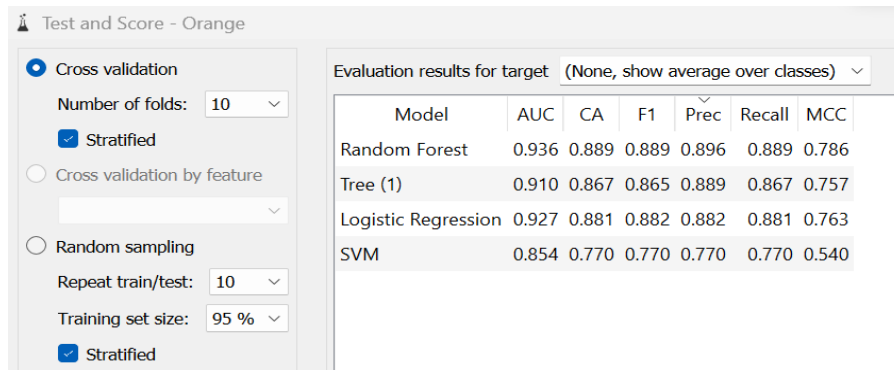 Test and Score - Orange
Cross validation
Number of folds: 10
Stratified
Cross validation by feature
Random sampling
Repeat train/test: 10
Training set size: 95 %
Stratified
Evaluation results for target (None, show average over classes)
Model AUC CA F1 Prec Recall MCC
Random Forest 0.936 0.889 0.889 0.896 0.889 0.786
Tree (1) 0.910 0.867 0.865 0.889 0.867 0.757
Logistic Regression 0.927 0.881 0.882 0.882 0.881 0.763
SVM 0.854 0.770 0.770 0.770 0.770 0.540